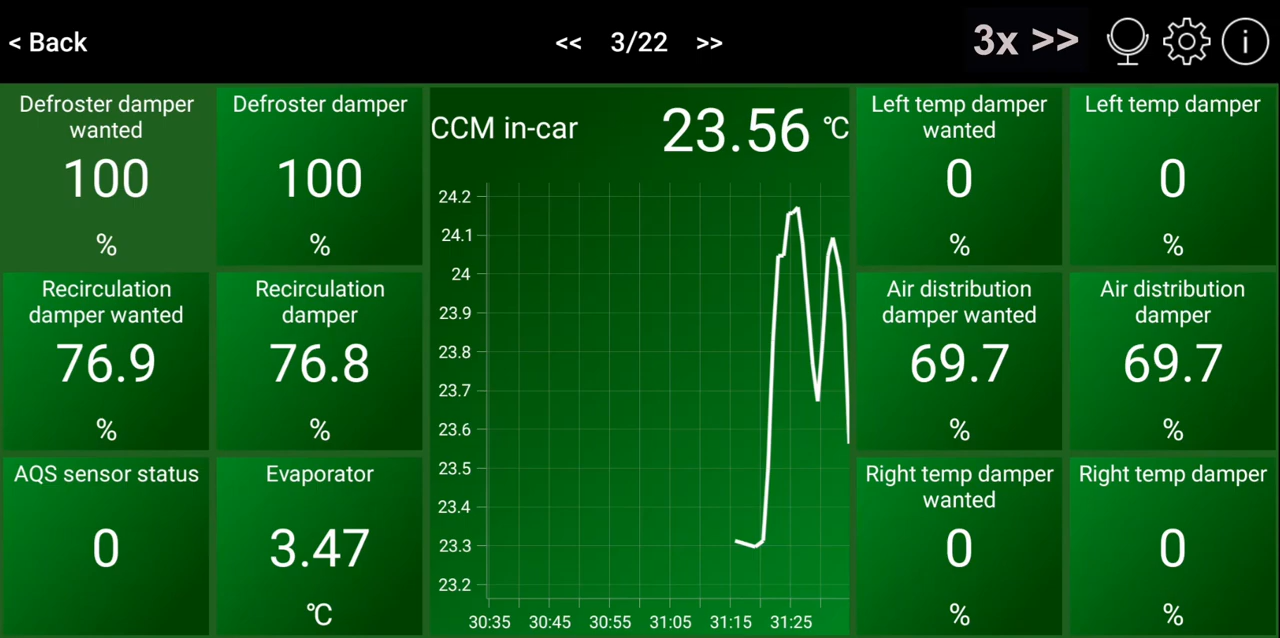 < Back
<< 3/22 >>
3x >>
i
Defroster damper
wanted
100
%
Defroster damper
100
%
CCM in-car 23.56 ℃
24.2
24.1
24
23.9
23.8
23.7
23.6
23.5
23.4
23.3
23.2
30:35 30:45 30:55 31:05 31:15 31:25
Left temp damper
wanted
0
%
Left temp damper
0
%
Recirculation
damper wanted
76.9
%
Recirculation
damper
76.8
%
Air distribution
damper wanted
69.7
%
Air distribution
damper
69.7
%
AQS sensor status
0
Evaporator
3.47
℃
Right temp damper
wanted
0
%
Right temp damper
0
%